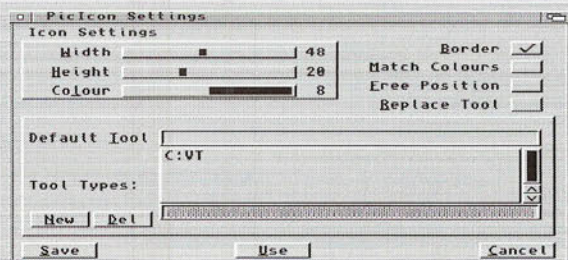 PicIcon Settings
Icon Settings
Width 48
Height 20
Colour 8
Border
Match Colours
Free Position
Replace Tool
Default Tool
C:VT
Tool Types:
New Del
Save Use Cancel